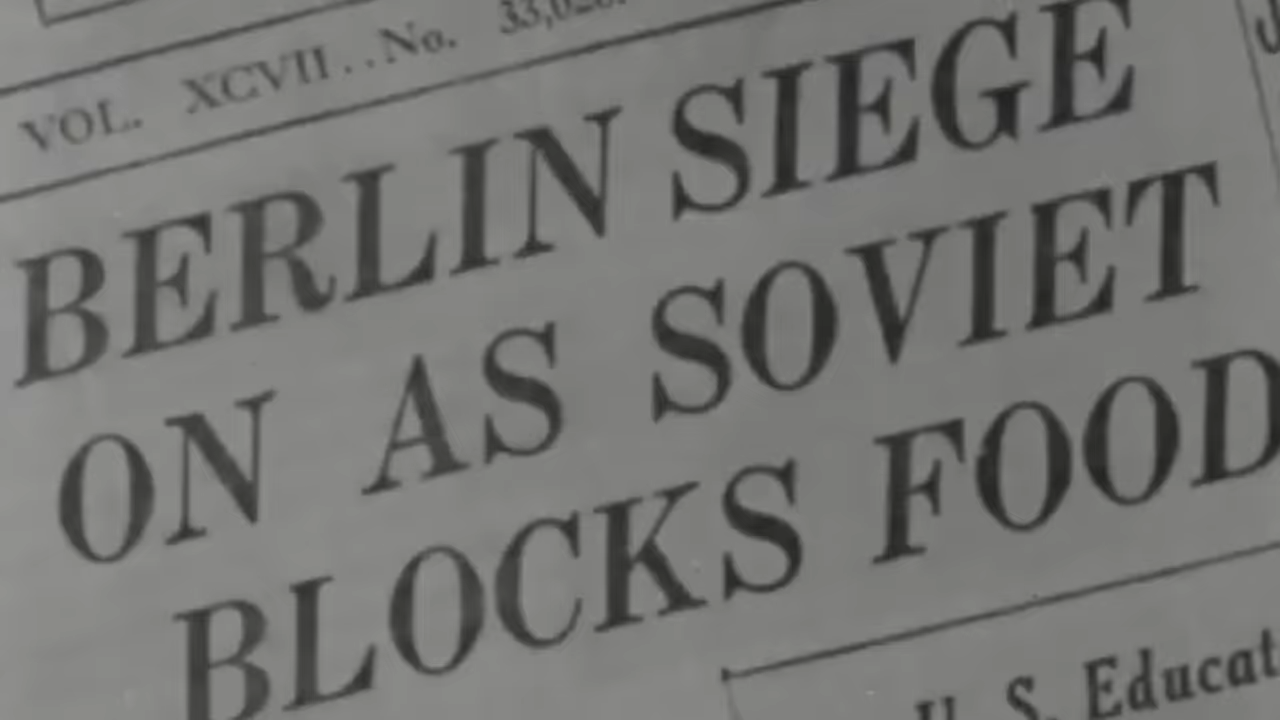 VOL. XCVII . . No.
BERLIN SIEGE
ON AS SOVIET
BLOCKS FOOD
U. S. Educat